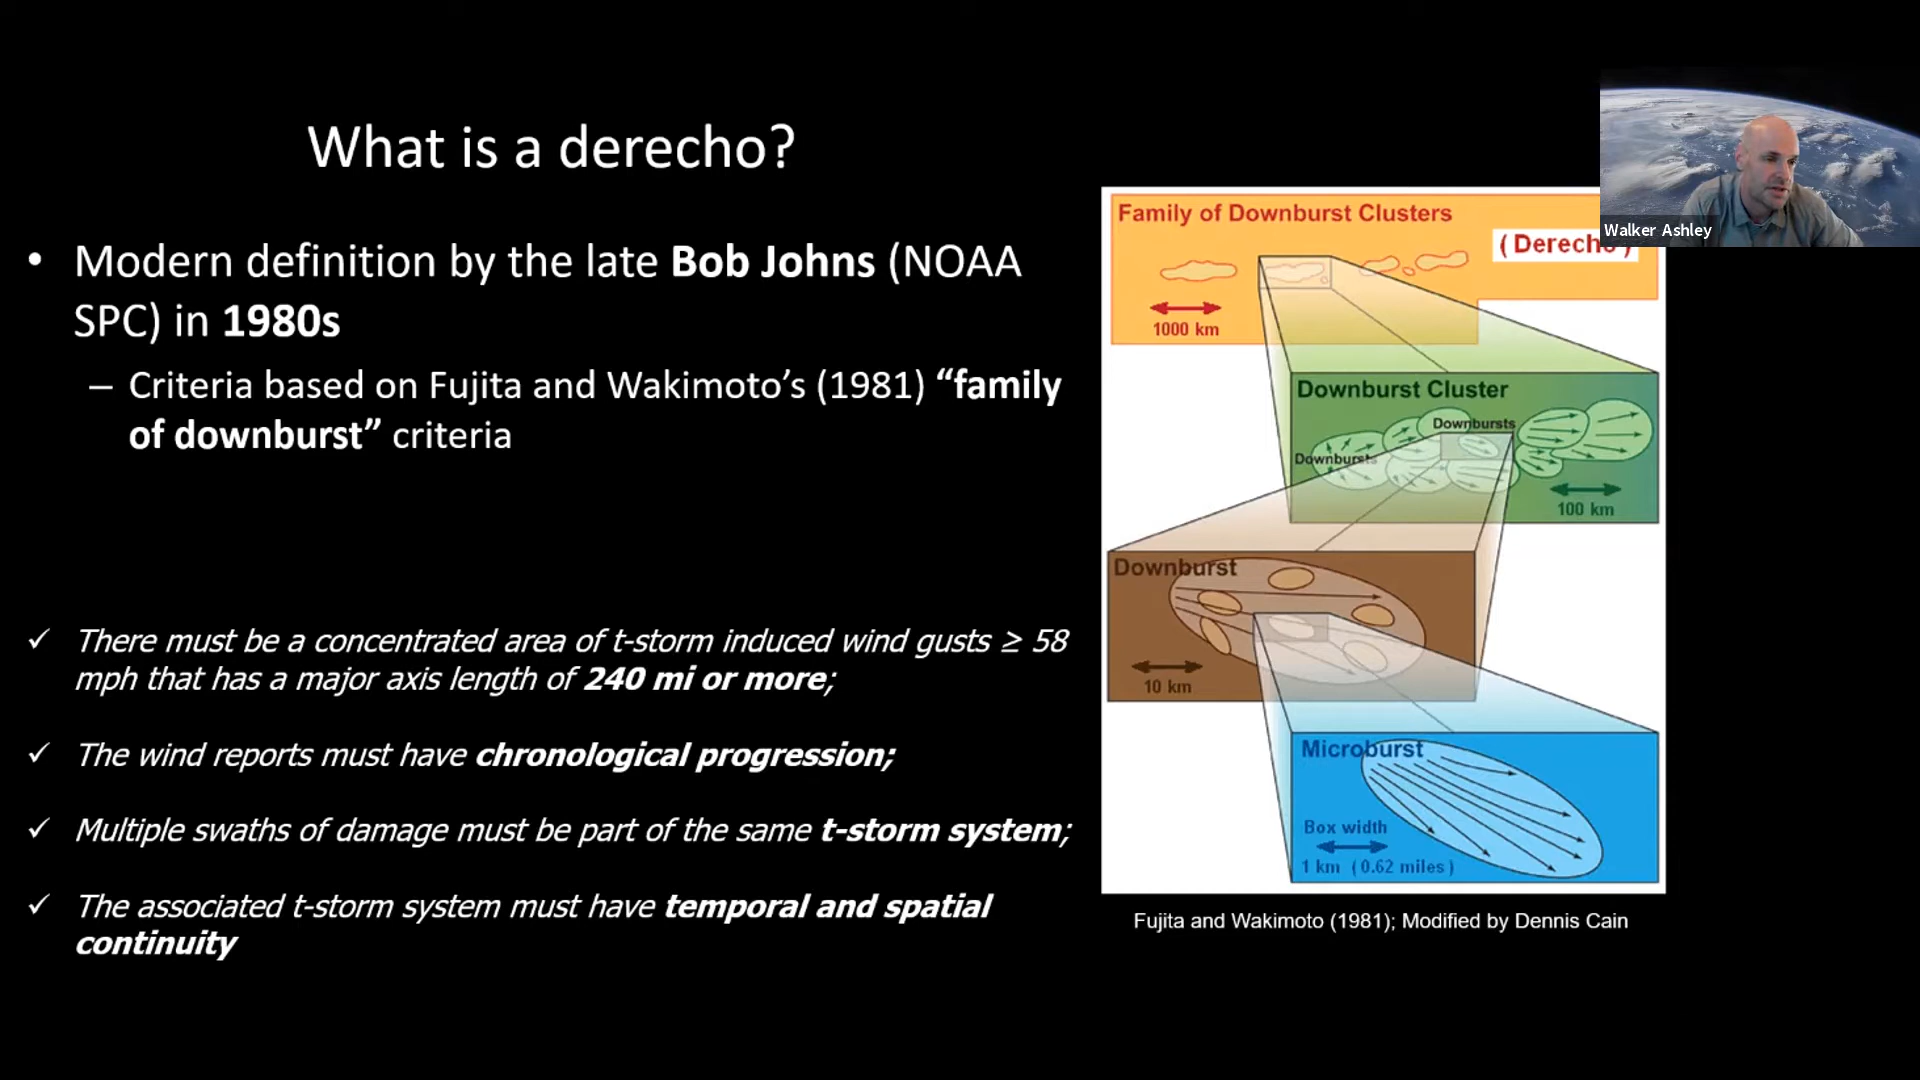 What is a derecho?
• Modern definition by the late Bob Johns (NOAA
SPC) in 1980s
– Criteria based on Fujita and Wakimoto’s (1981) “family
of downburst” criteria
✓ There must be a concentrated area of t-storm induced wind gusts ≥ 58
mph that has a major axis length of 240 mi or more;
✓ The wind reports must have chronological progression;
✓ Multiple swaths of damage must be part of the same t-storm system;
✓ The associated t-storm system must have temporal and spatial
continuity
Family of Downburst Clusters
( Derecho )
1000 km
Downburst Cluster
Downbursts
Downbursts
100 km
Downburst
10 km
Microburst
Box width
1 km ( 0.62 miles )
Fujita and Wakimoto (1981); Modified by Dennis Cain
Walker Ashley